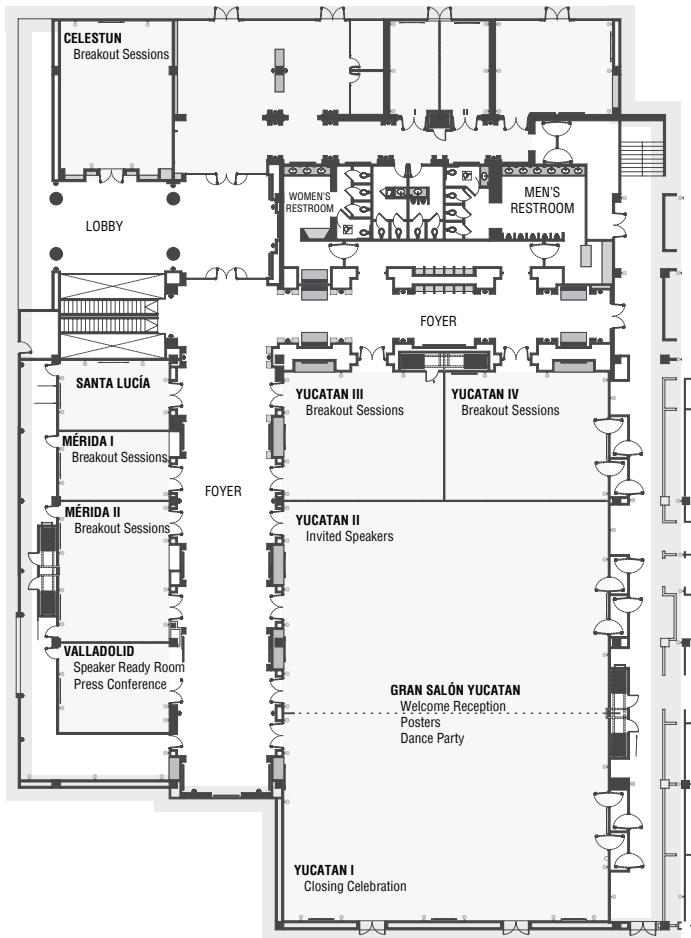 CELESTUN
Breakout Sessions
I
II
WOMEN'S
RESTROOM
MEN'S
RESTROOM
LOBBY
FOYER
SANTA LUCÍA
YUCATAN III
Breakout Sessions
YUCATAN IV
Breakout Sessions
MÉRIDA I
Breakout Sessions
FOYER
MÉRIDA II
Breakout Sessions
YUCATAN II
Invited Speakers
VALLADOLID
Speaker Ready Room
Press Conference
GRAN SALÓN YUCATAN
Welcome Reception
Posters
Dance Party
YUCATAN I
Closing Celebration